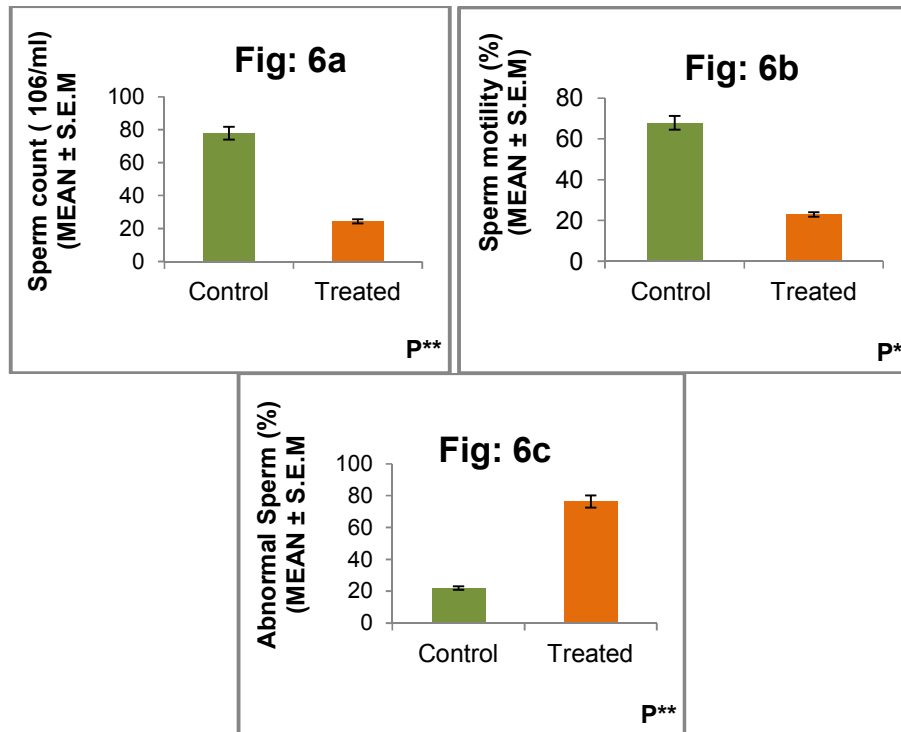 Fig: 6a
Sperm count ( 106/ml)
(MEAN ± S.E.M
100
80
60
40
20
0
Control Treated
P**
Fig: 6b
Sperm motility (%)
(MEAN ± S.E.M
80
60
40
20
0
Control Treated
P*
Fig: 6c
Abnormal Sperm (%)
(MEAN ± S.E.M
100
80
60
40
20
0
Control Treated
P**